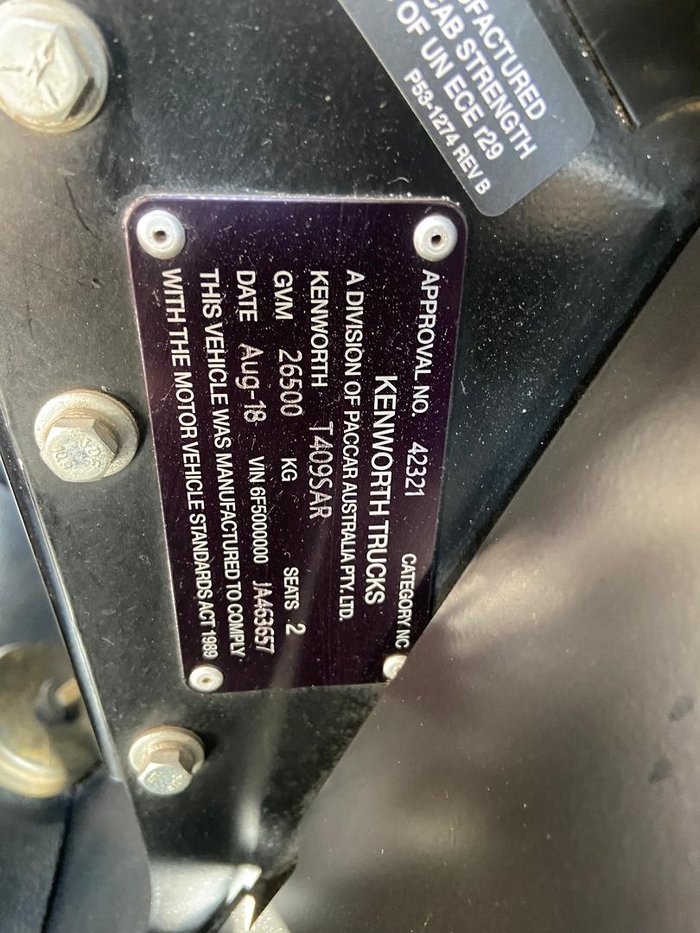 UFACTURED
CAB STRENGTH
OF UN ECE r29
P53-1274 REV B
APPROVAL NO. 42321 CATEGORY NC
KENWORTH TRUCKS
A DIVISION OF PACCAR AUSTRALIA PTY. LTD.
KENWORTH T409SAR
GVM 26500 KG SEATS 2
DATE Aug-18 VIN 6F5000000 JA463657
THIS VEHICLE WAS MANUFACTURED TO COMPLY
WITH THE MOTOR VEHICLE STANDARDS ACT 1989